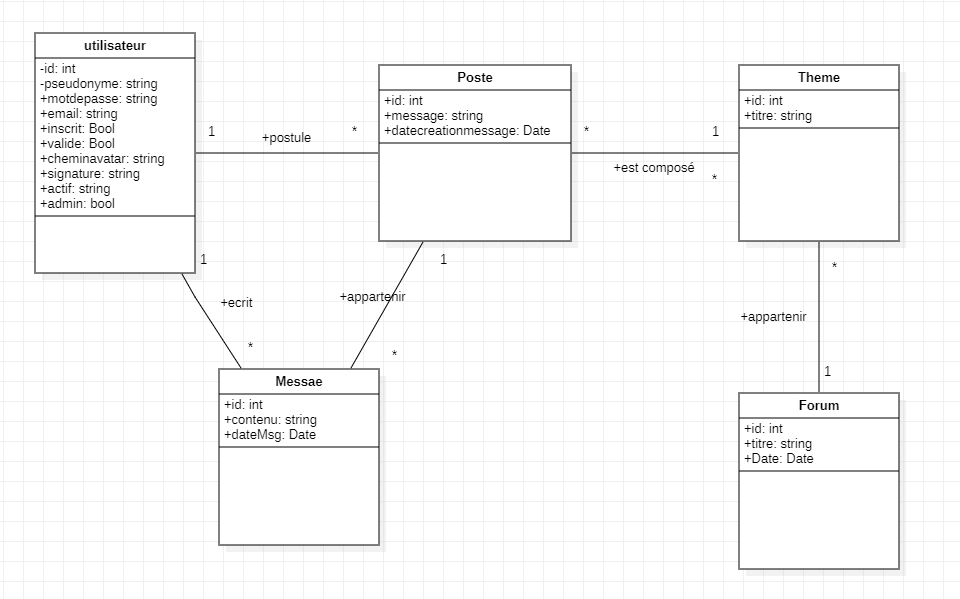 utilisateur
-id: int
-pseudonyme: string
+motdepasse: string
+email: string
+inscrit: Bool
+valide: Bool
+cheminavatar: string
+signature: string
+actif: string
+admin: bool
1
+postule
*
Poste
+id: int
+message: string
+datecreationmessage: Date
*
1
+est composé
*
Theme
+id: int
+titre: string
1
+ecrit
*
1
+appartenir
*
Messae
+id: int
+contenu: string
+dateMsg: Date
*
+appartenir
1
Forum
+id: int
+titre: string
+Date: Date